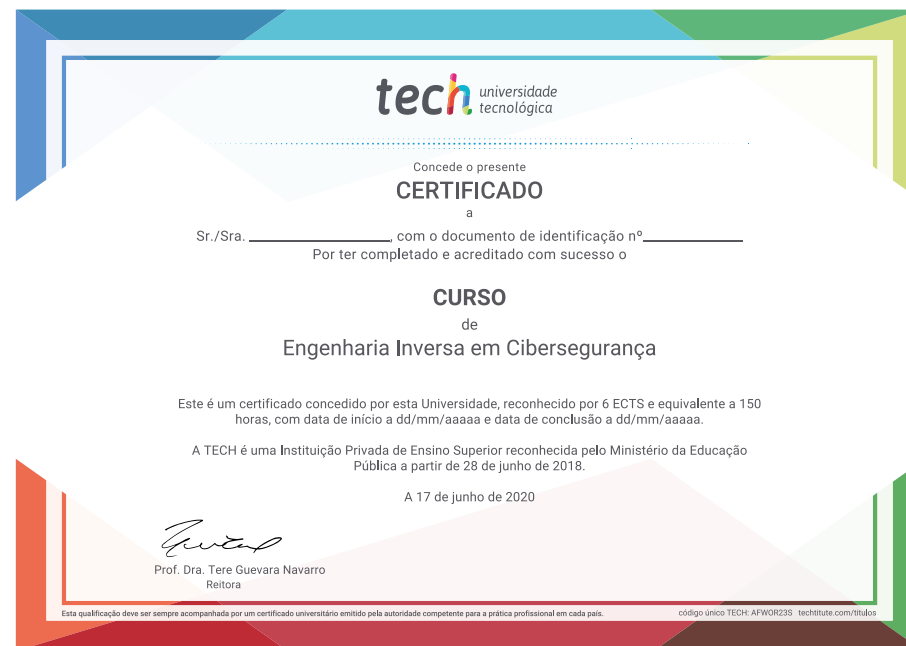 tech universidade
tecnológica
Concede o presente
CERTIFICADO
a
Sr./Sra. ____________________, com o documento de identificação nº______________
Por ter completado e acreditado com sucesso o
CURSO
de
Engenharia Inversa em Cibersegurança
Este é um certificado concedido por esta Universidade, reconhecido por 6 ECTS e equivalente a 150
horas, com data de início a dd/mm/aaaaa e data de conclusão a dd/mm/aaaaa.
A TECH é uma Instituição Privada de Ensino Superior reconhecida pelo Ministério da Educação
Pública a partir de 28 de junho de 2018.
A 17 de junho de 2020
Prof. Dra. Tere Guevara Navarro
Reitora
Esta qualificação deve ser sempre acompanhada por um certificado universitário emitido pela autoridade competente para a prática profissional em cada país.
código único TECH: AFWOR23S techtitute.com/titulos